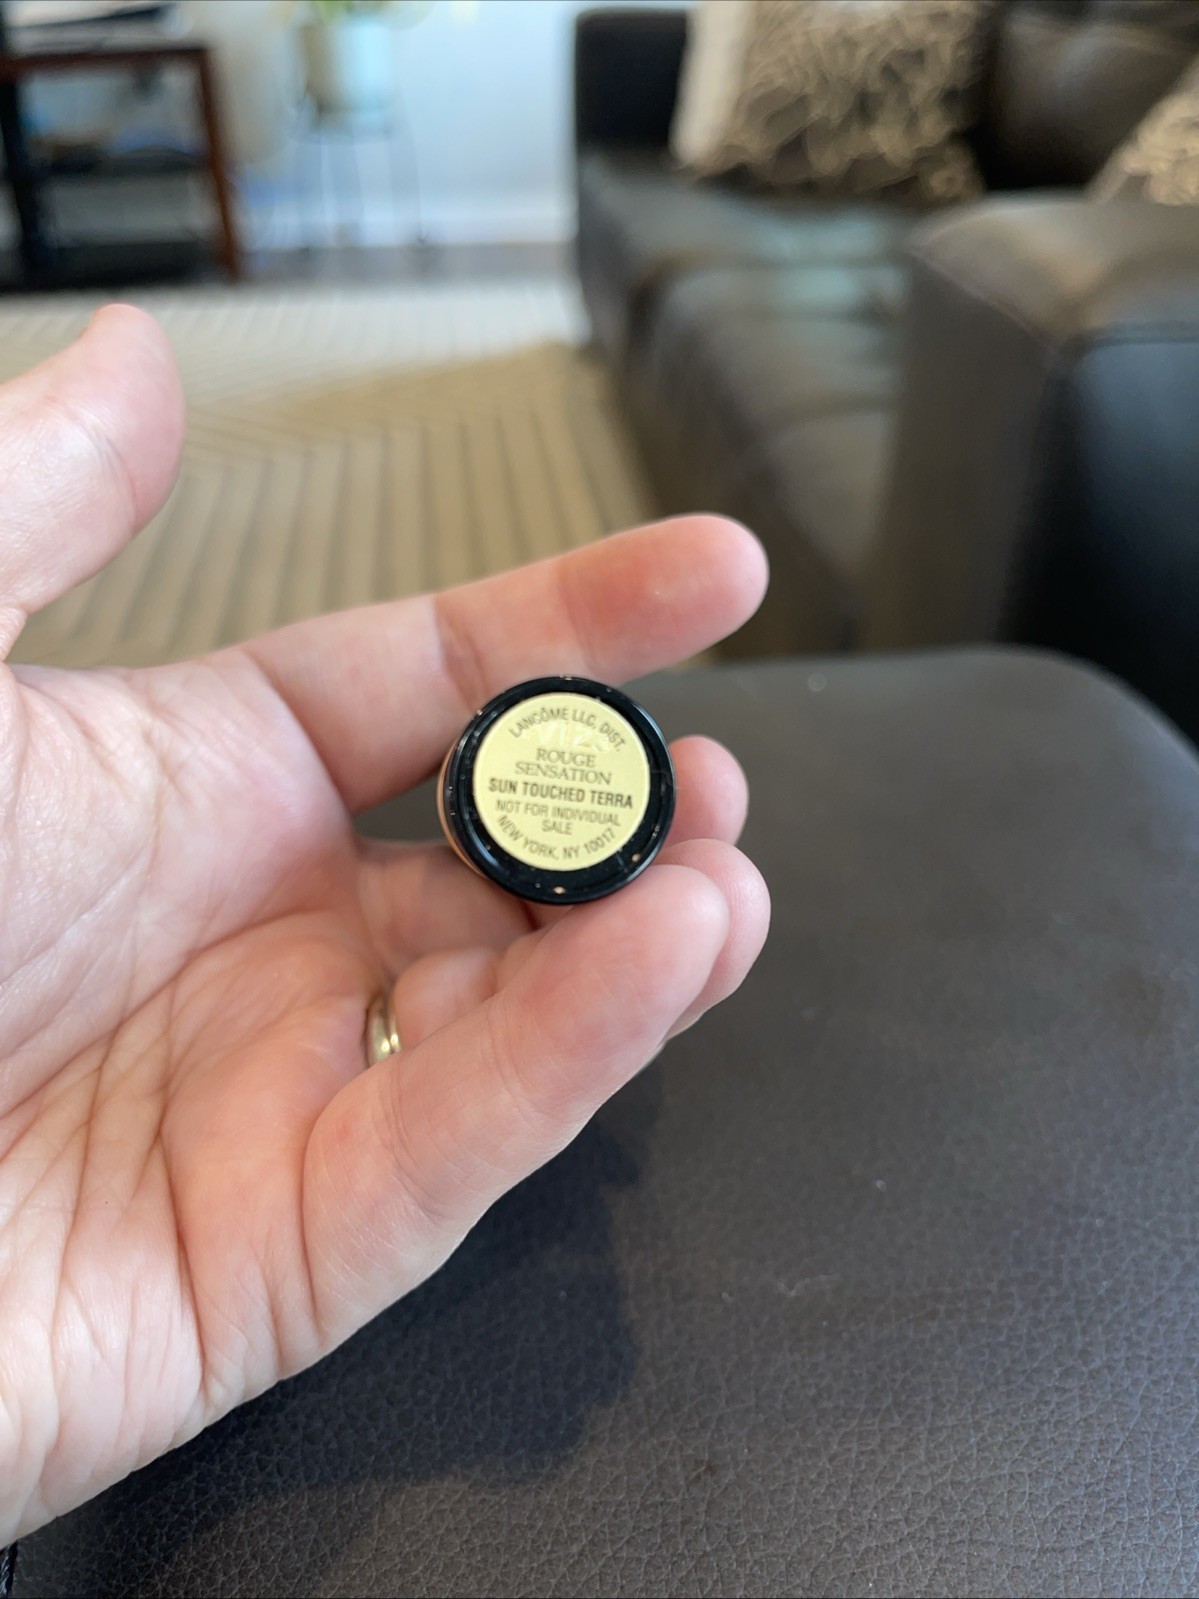 LANCÔME LLC, DIST.
ROUGE
SENSATION
SUN TOUCHED TERRA
NOT FOR INDIVIDUAL
SALE
NEW YORK, NY 10017